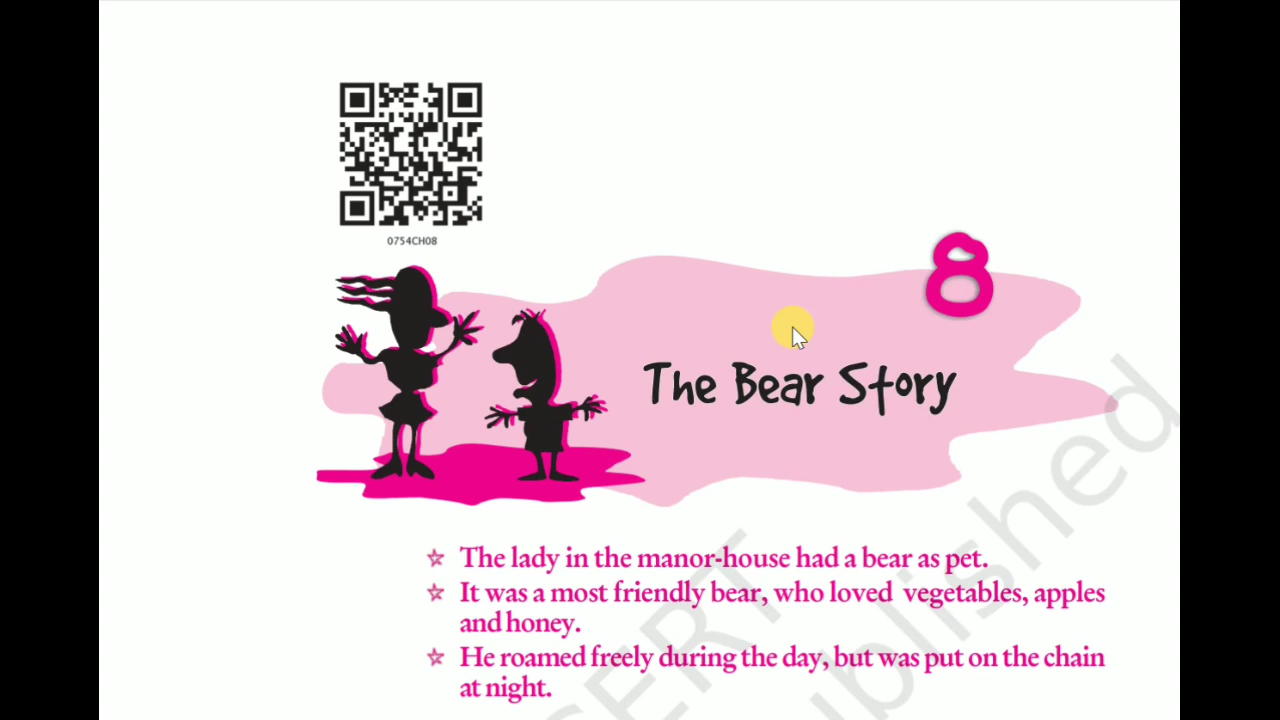 0754CH08
8
The Bear Story
☆ The lady in the manor-house had a bear as pet.
☆ It was a most friendly bear, who loved vegetables, apples
and honey.
☆ He roamed freely during the day, but was put on the chain
at night.